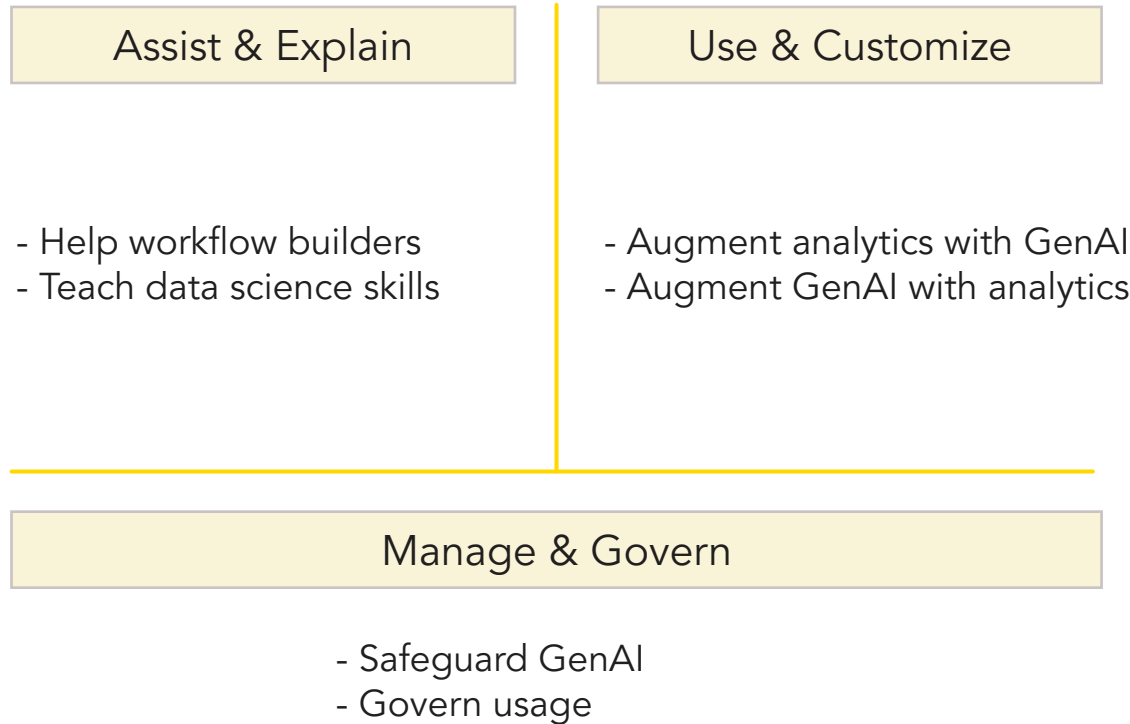 Assist & Explain
- Help workflow builders
- Teach data science skills
Use & Customize
- Augment analytics with GenAI
- Augment GenAI with analytics
Manage & Govern
- Safeguard GenAI
- Govern usage